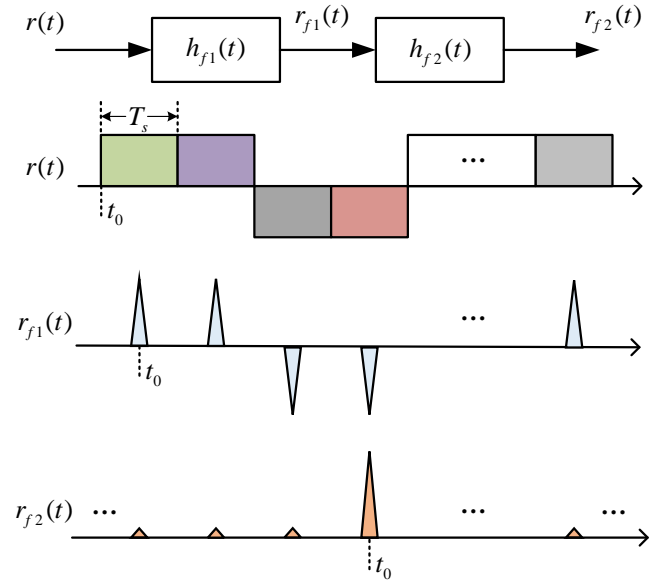 r(t) h_{f1}(t) r_{f1}(t) h_{f2}(t) r_{f2}(t)
T_s
r(t) ...
t_0
r_{f1}(t) ...
t_0
r_{f2}(t) ... ... ...
t_0